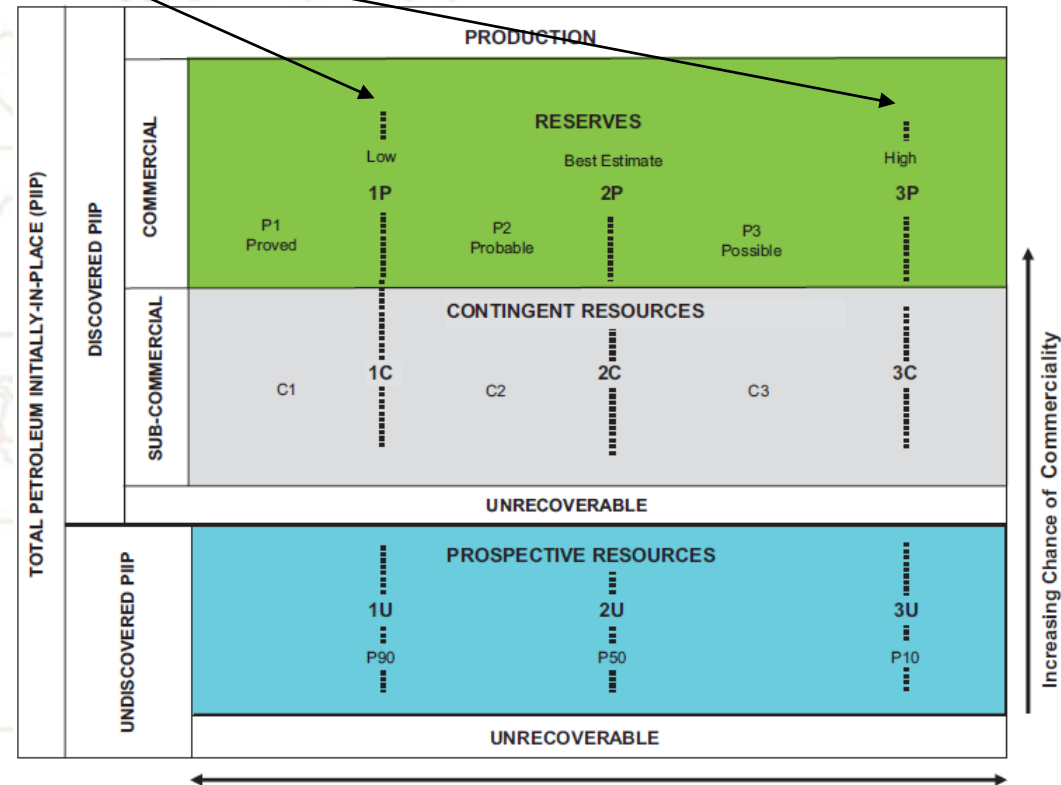 PRODUCTION
RESERVES
Low
Best Estimate
High
1P
2P
3P
P1
Proved
P2
Probable
P3
Possible
CONTINGENT RESOURCES
1C
2C
3C
C1
C2
C3
UNRECOVERABLE
PROSPECTIVE RESOURCES
1U
2U
3U
P90
P50
P10
UNRECOVERABLE
TOTAL PETROLEUM INITIALLY-IN-PLACE (PIIP)
DISCOVERED PIIP
UNDISCOVERED PIIP
COMMERCIAL
SUB-COMMERCIAL
Increasing Chance of Commerciality